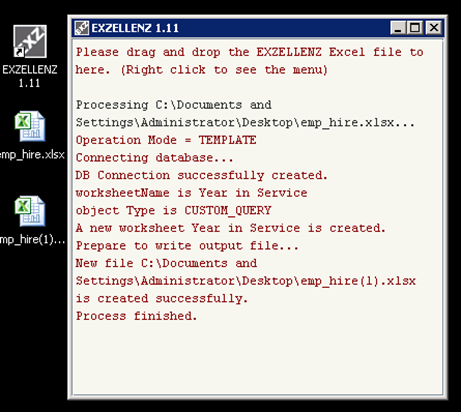 EXZELLENZ
1.11
emp_hire.xlsx
mp_hire(1)...
EXZELLENZ 1.11
Please drag and drop the EXZELLENZ Excel file to
here. (Right click to see the menu)
Processing C:\Documents and
Settings\Administrator\Desktop\emp_hire.xlsx...
Operation Mode = TEMPLATE
Connecting database...
DB Connection successfully created.
worksheetName is Year in Service
object Type is CUSTOM_QUERY
A new worksheet Year in Service is created.
Prepare to write output file...
New file C:\Documents and
Settings\Administrator\Desktop\emp_hire(1).xlsx
is created successfully.
Process finished.